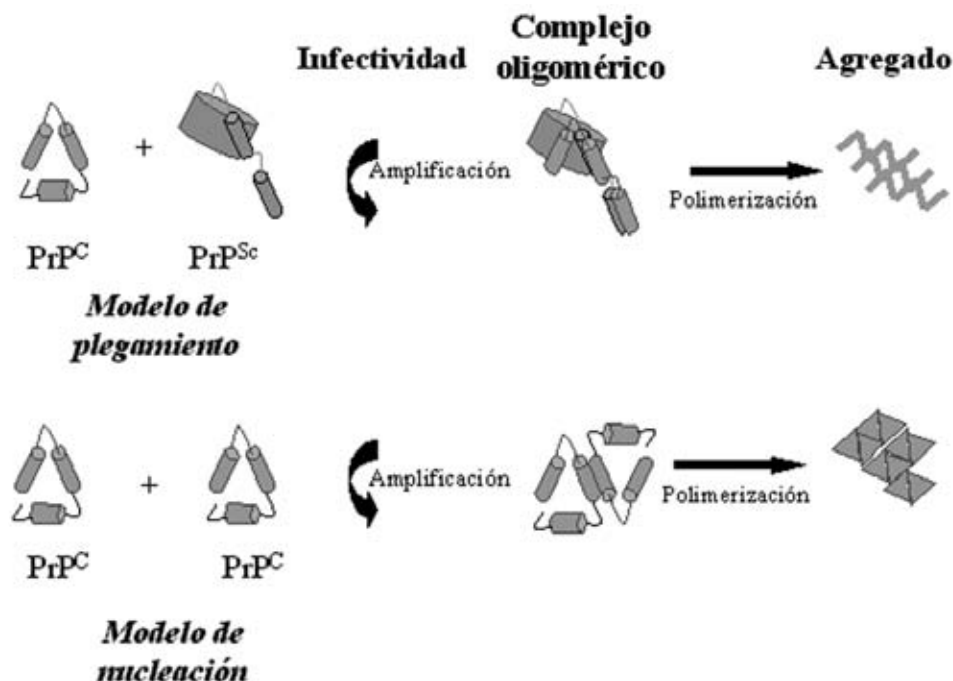 Infectividad
Complejo
oligomérico
Agregado
+
Amplificación
Polimerización
PrPC
PrPSc
Modelo de
plegamiento
+
Amplificación
Polimerización
PrPC
PrPC
Modelo de
nucleación